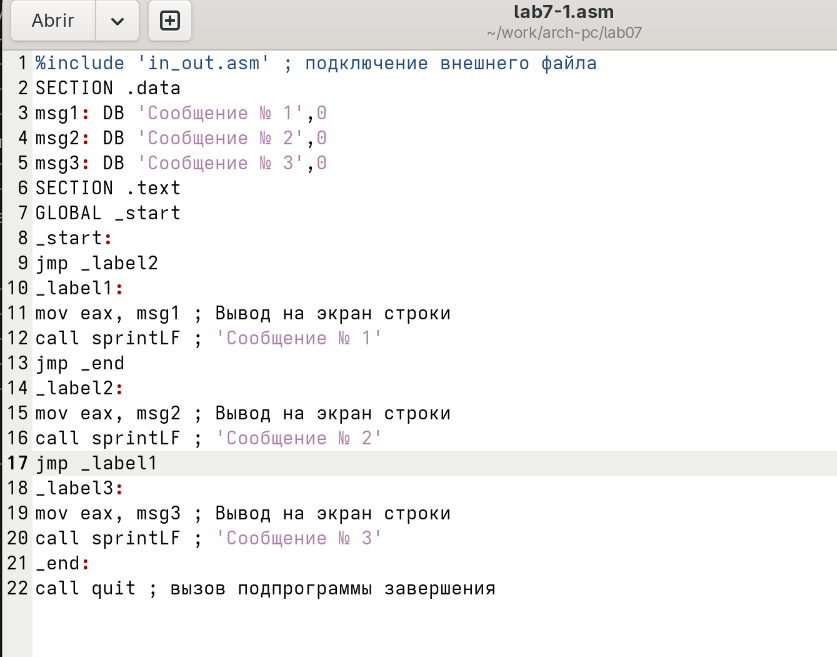 Abrir
lab7-1.asm
~/work/arch-pc/lab07
1 %include 'in_out.asm' ; подключение внешнего файла
2 SECTION .data
3 msg1: DB 'Сообщение № 1',0
4 msg2: DB 'Сообщение № 2',0
5 msg3: DB 'Сообщение № 3',0
6 SECTION .text
7 GLOBAL _start
8 _start:
9 jmp _label2
10 _label1:
11 mov eax, msg1 ; Вывод на экран строки
12 call sprintLF ; 'Сообщение № 1'
13 jmp _end
14 _label2:
15 mov eax, msg2 ; Вывод на экран строки
16 call sprintLF ; 'Сообщение № 2'
17 jmp _label1
18 _label3:
19 mov eax, msg3 ; Вывод на экран строки
20 call sprintLF ; 'Сообщение № 3'
21 _end:
22 call quit ; вызов подпрограммы завершения